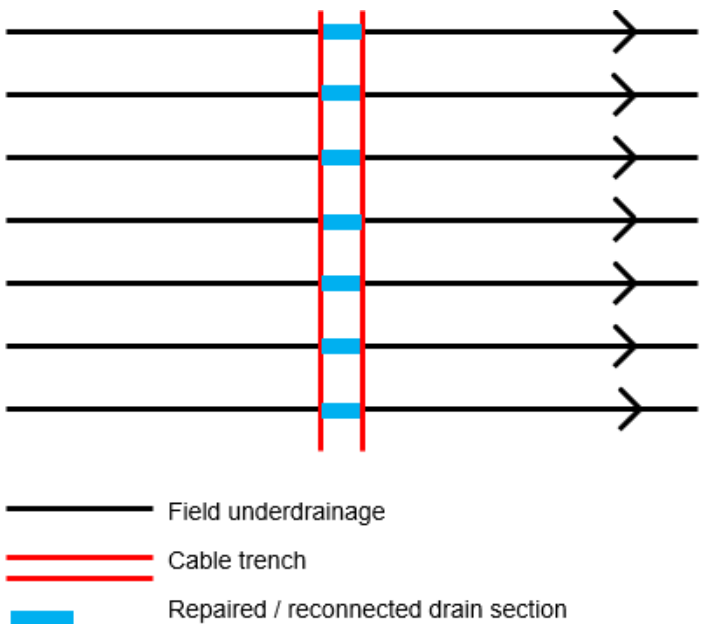 Field underdrainage
Cable trench
Repaired / reconnected drain section